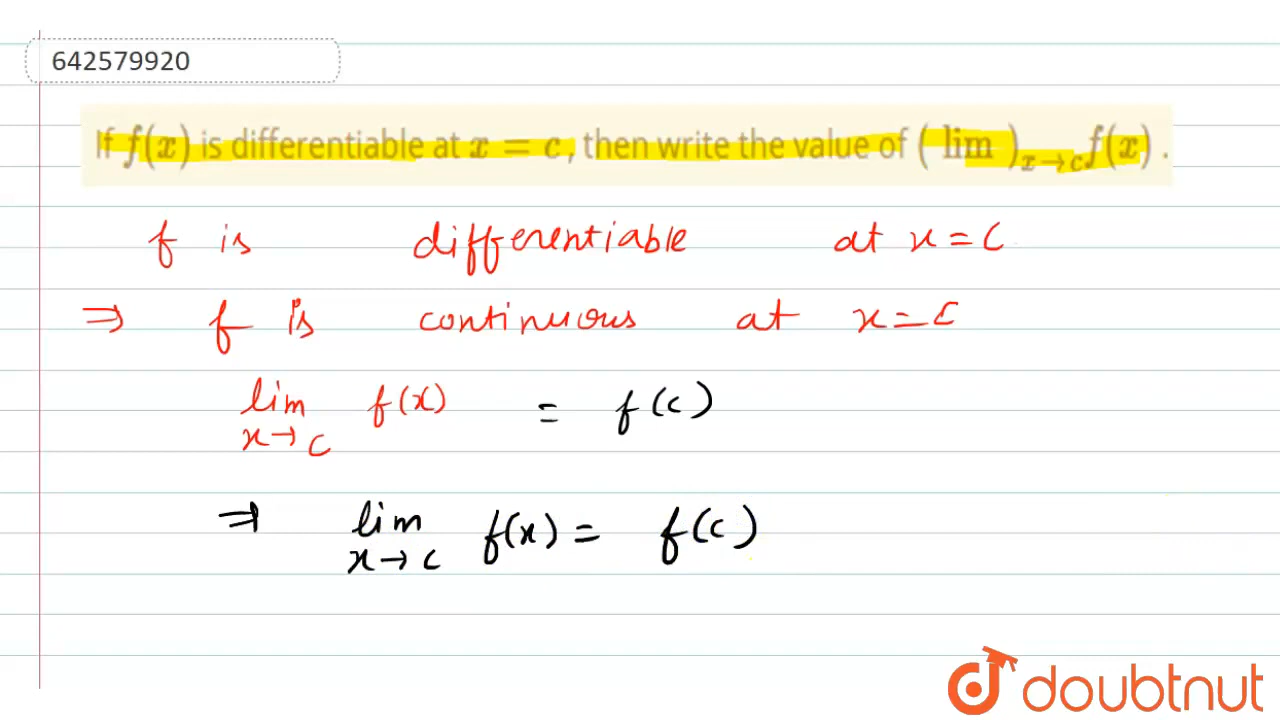 642579920
If f(x) is differentiable at x = c, then write the value of (lim)ₓ→c f(x) .
f is differentiable at x = c
⇒ f is continuous at x = c
lim f(x) = f(c)
x→c
⇒ lim f(x) = f(c)
x→c
doubtnut